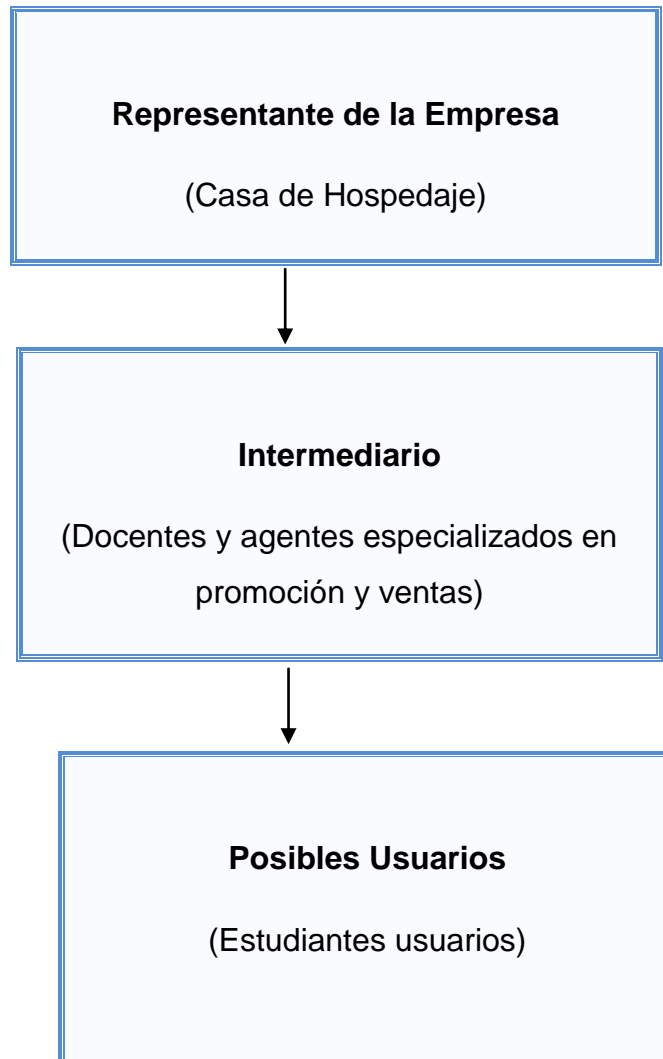 Representante de la Empresa
(Casa de Hospedaje)
Intermediario
(Docentes y agentes especializados en
promoción y ventas)
Posibles Usuarios
(Estudiantes usuarios)